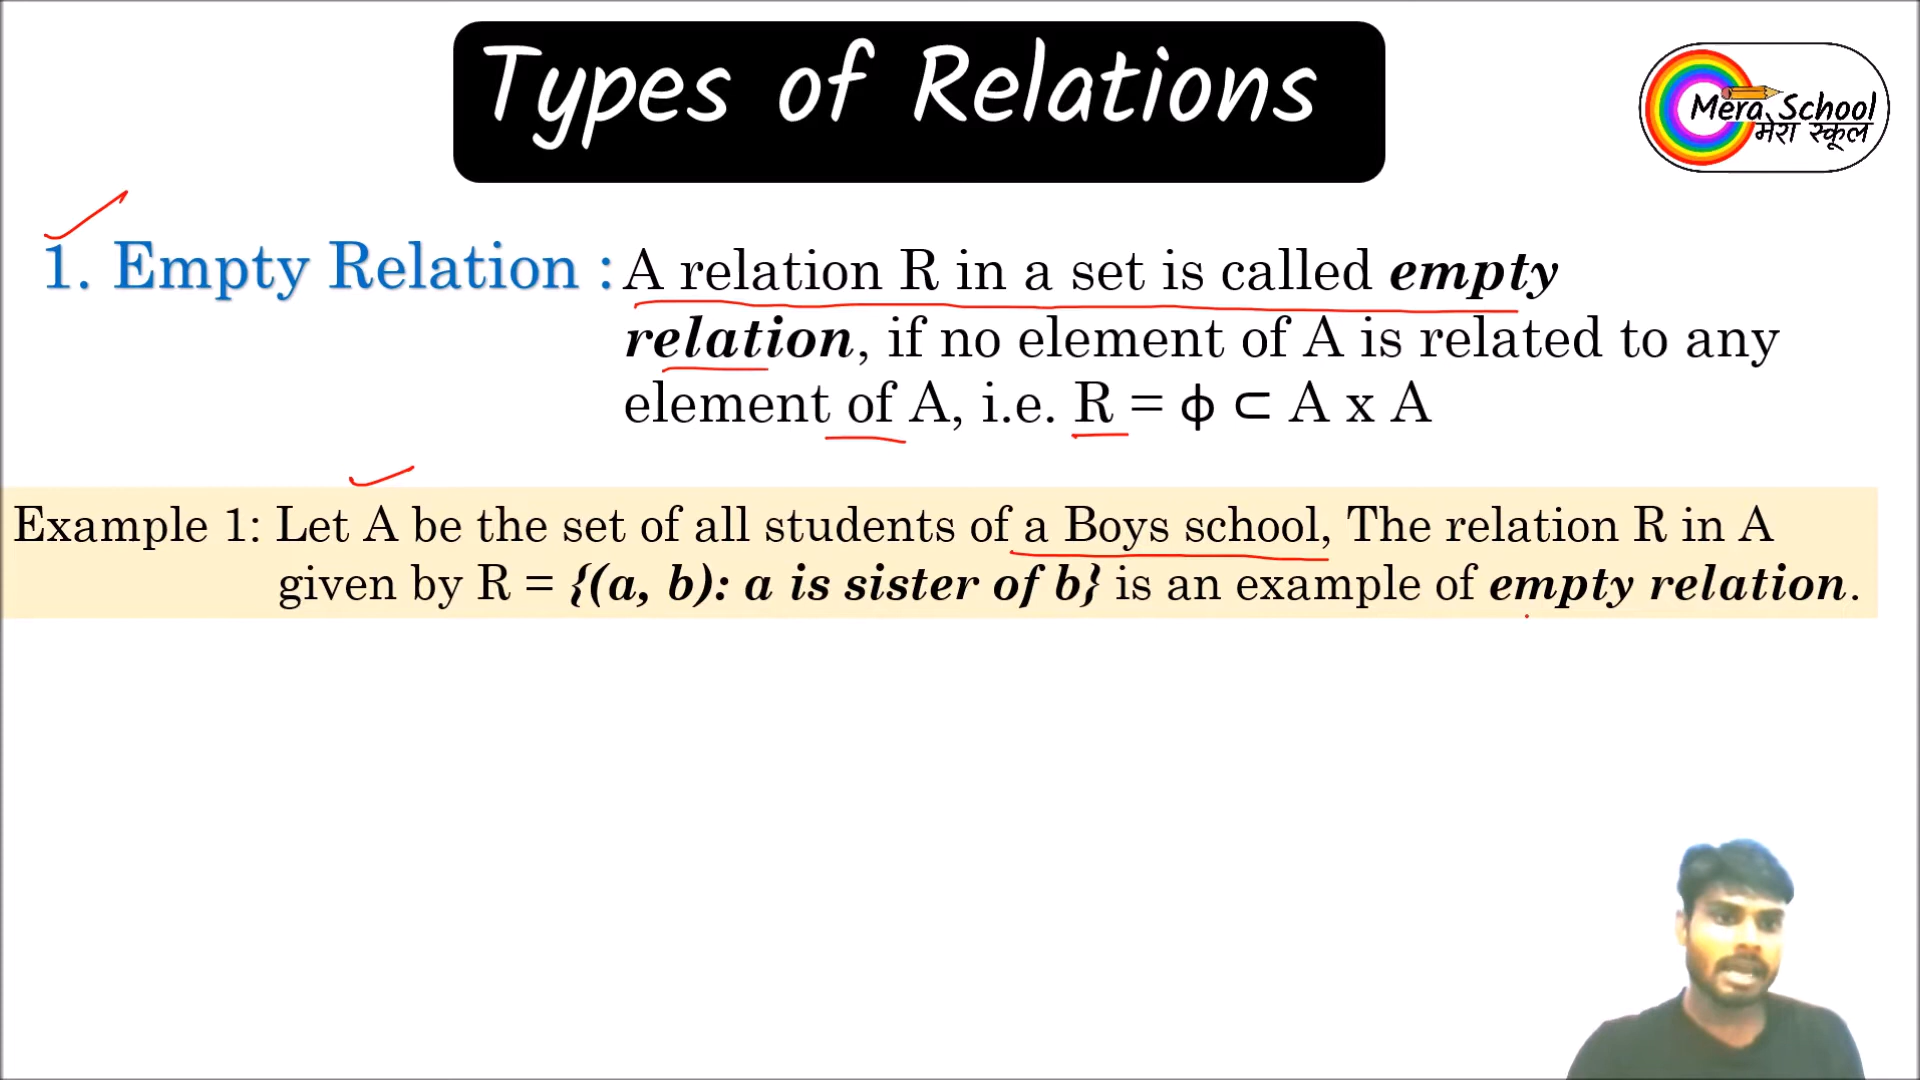 Types of Relations
Mera School
मेरा स्कूल
1. Empty Relation : A relation R in a set is called empty
relation, if no element of A is related to any
element of A, i.e. R = ϕ ⊂ A x A
Example 1: Let A be the set of all students of a Boys school, The relation R in A
given by R = {(a, b): a is sister of b} is an example of empty relation.